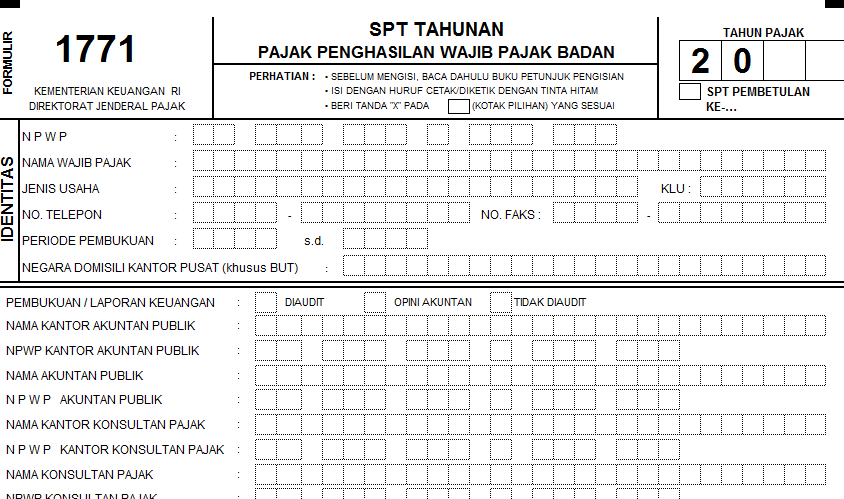 FORMULIR
1771
KEMENTERIAN KEUANGAN RI
DIREKTORAT JENDERAL PAJAK
SPT TAHUNAN
PAJAK PENGHASILAN WAJIB PAJAK BADAN
PERHATIAN : • SEBELUM MENGISI, BACA DAHULU BUKU PETUNJUK PENGISIAN
• ISI DENGAN HURUF CETAK/DIKETIK DENGAN TINTA HITAM
• BERI TANDA "X" PADA (KOTAK PILIHAN) YANG SESUAI
TAHUN PAJAK
2 0
SPT PEMBETULAN
KE-...
IDENTITAS
N P W P :
NAMA WAJIB PAJAK :
JENIS USAHA : KLU :
NO. TELEPON : - NO. FAKS : -
PERIODE PEMBUKUAN : s.d.
NEGARA DOMISILI KANTOR PUSAT (khusus BUT) :
PEMBUKUAN / LAPORAN KEUANGAN : DIAUDIT OPINI AKUNTAN TIDAK DIAUDIT
NAMA KANTOR AKUNTAN PUBLIK :
NPWP KANTOR AKUNTAN PUBLIK :
NAMA AKUNTAN PUBLIK :
N P W P AKUNTAN PUBLIK :
NAMA KANTOR KONSULTAN PAJAK :
N P W P KANTOR KONSULTAN PAJAK :
NAMA KONSULTAN PAJAK :
NPWP KONSULTAN PAJAK :